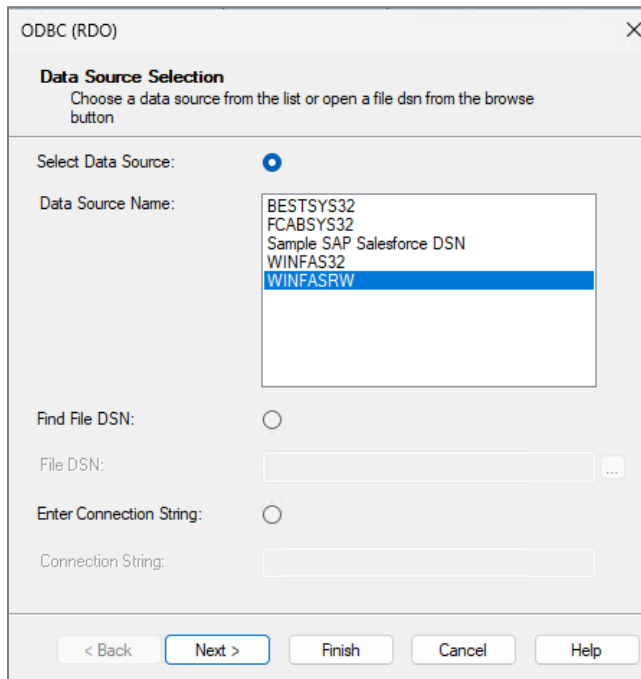 ODBC (RDO)
Data Source Selection
Choose a data source from the list or open a file dsn from the browse
button
Select Data Source:
Data Source Name:
BESTSYS32
FCABSYS32
Sample SAP Salesforce DSN
WINFAS32
WINFASRW
Find File DSN:
File DSN:
...
Enter Connection String:
Connection String:
< Back Next > Finish Cancel Help